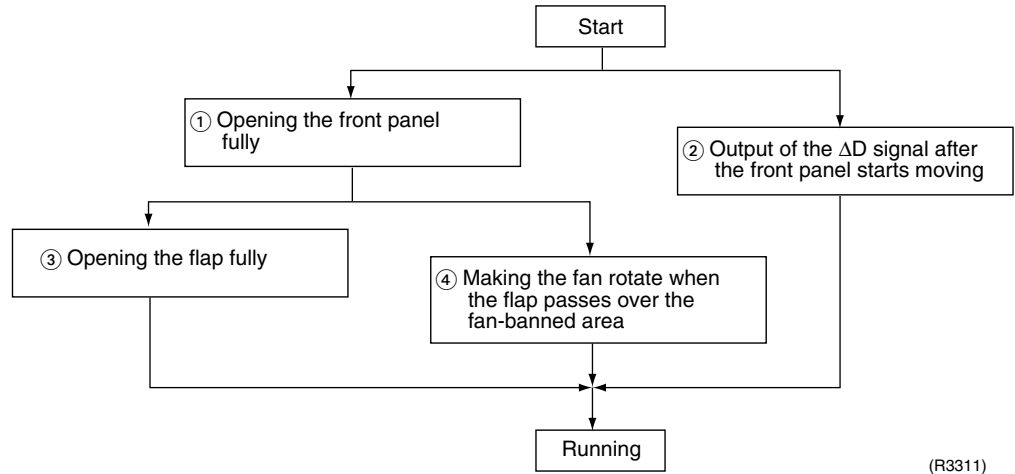 Start
① Opening the front panel
fully
② Output of the ΔD signal after
the front panel starts moving
③ Opening the flap fully
④ Making the fan rotate when
the flap passes over the
fan-banned area
Running
(R3311)